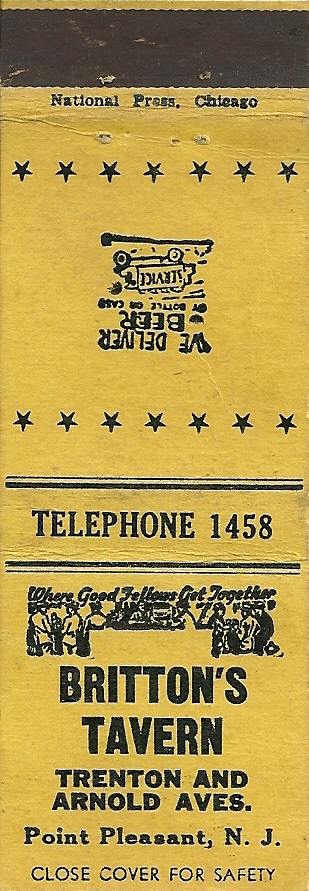 National Press, Chicago
WE DELIVER
BEER
BY BOTTLE OR CASE
SERVICE
TELEPHONE 1458
Where Good Fellows Get Together
BRITTON'S
TAVERN
TRENTON AND
ARNOLD AVES.
Point Pleasant, N. J.
CLOSE COVER FOR SAFETY